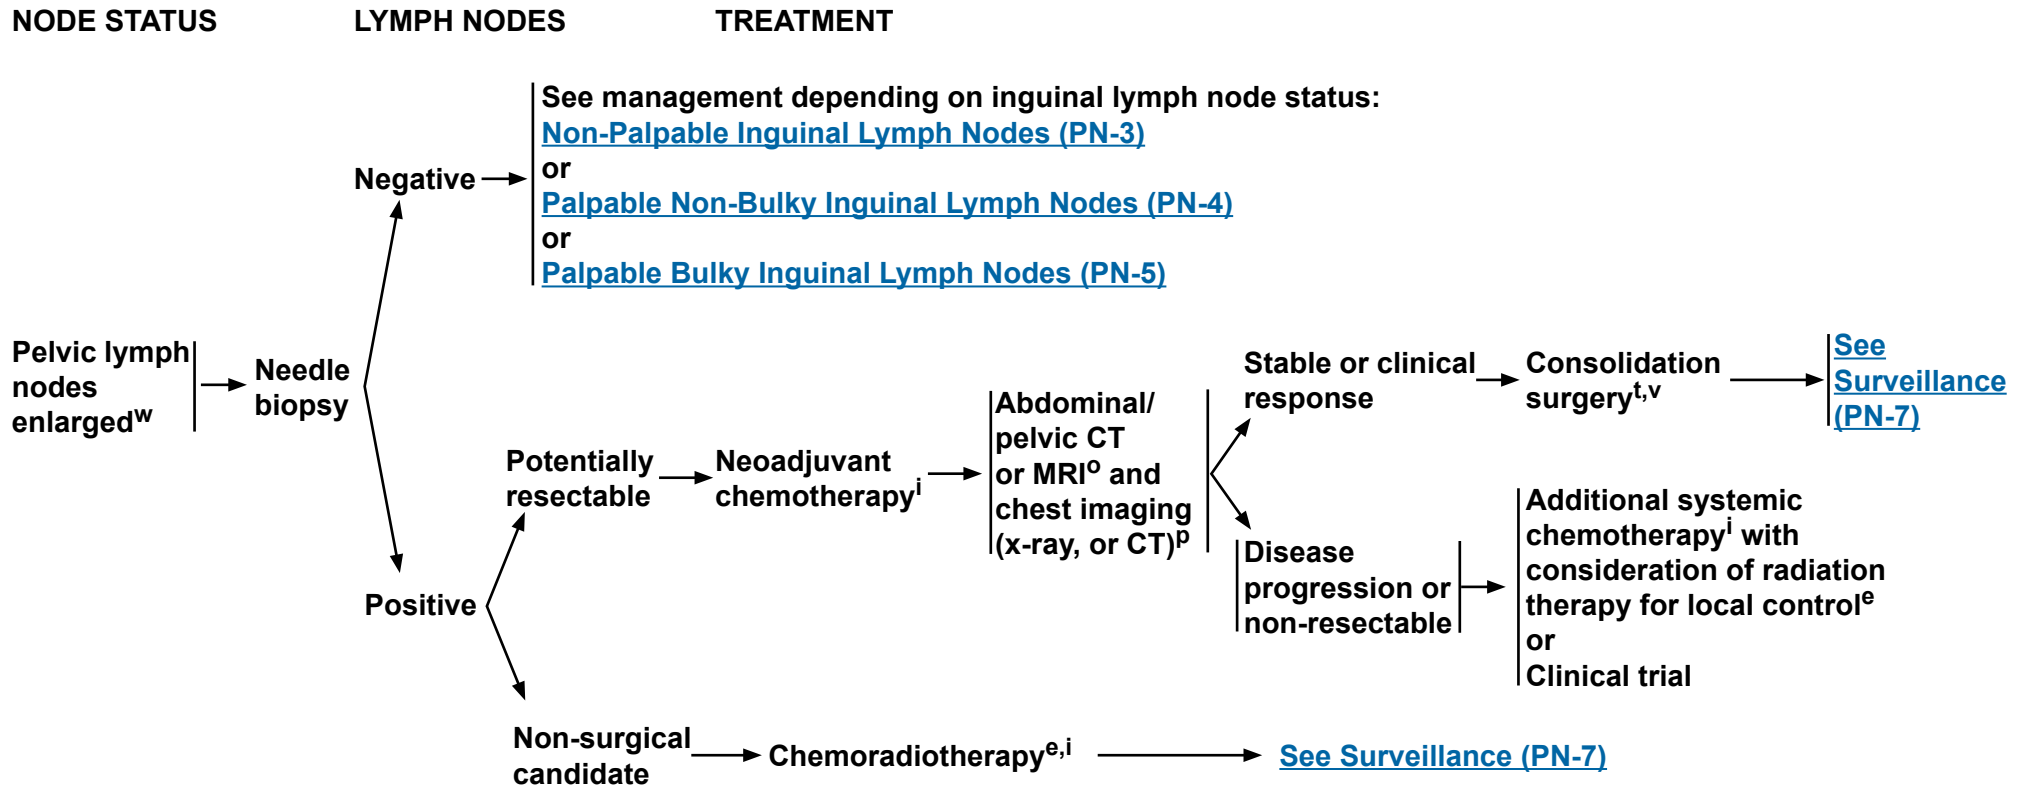 NODE STATUS
LYMPH NODES
TREATMENT
See management depending on inguinal lymph node status:
Non-Palpable Inguinal Lymph Nodes (PN-3)
or
Palpable Non-Bulky Inguinal Lymph Nodes (PN-4)
or
Palpable Bulky Inguinal Lymph Nodes (PN-5)
Negative
Pelvic lymph
nodes
enlargedʷ
Needle
biopsy
Positive
Potentially
resectable
Neoadjuvant
chemotherapyⁱ
Abdominal/
pelvic CT
or MRIᵒ and
chest imaging
(x-ray, or CT)ᵖ
Stable or clinical
response
Consolidation
surgeryᵗ,ᵛ
See
Surveillance
(PN-7)
Disease
progression or
non-resectable
Additional systemic
chemotherapyⁱ with
consideration of radiation
therapy for local controlᵉ
or
Clinical trial
Non-surgical
candidate
Chemoradiotherapyᵉ,ⁱ
See Surveillance (PN-7)